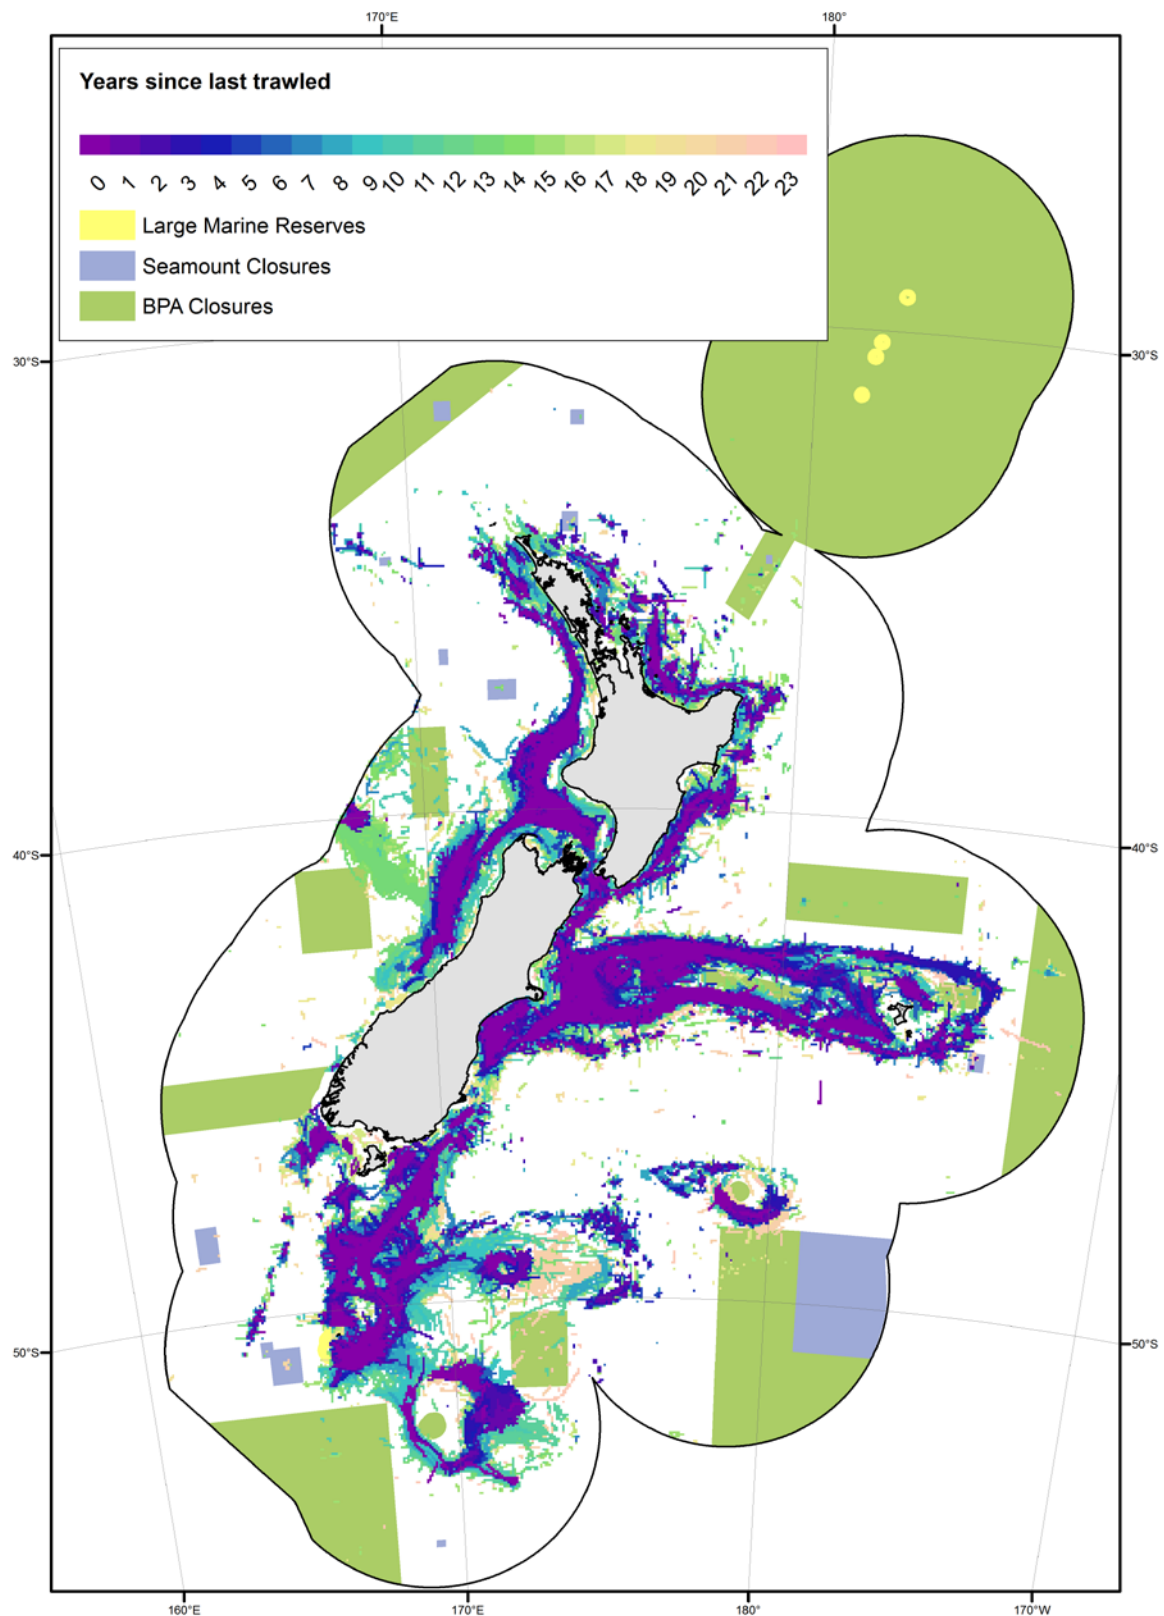 170°E 180°
Years since last trawled
0 1 2 3 4 5 6 7 8 9 10 11 12 13 14 15 16 17 18 19 20 21 22 23
Large Marine Reserves
Seamount Closures
BPA Closures
30°S 30°S
40°S 40°S
50°S 50°S
160°E 170°E 180° 170°W